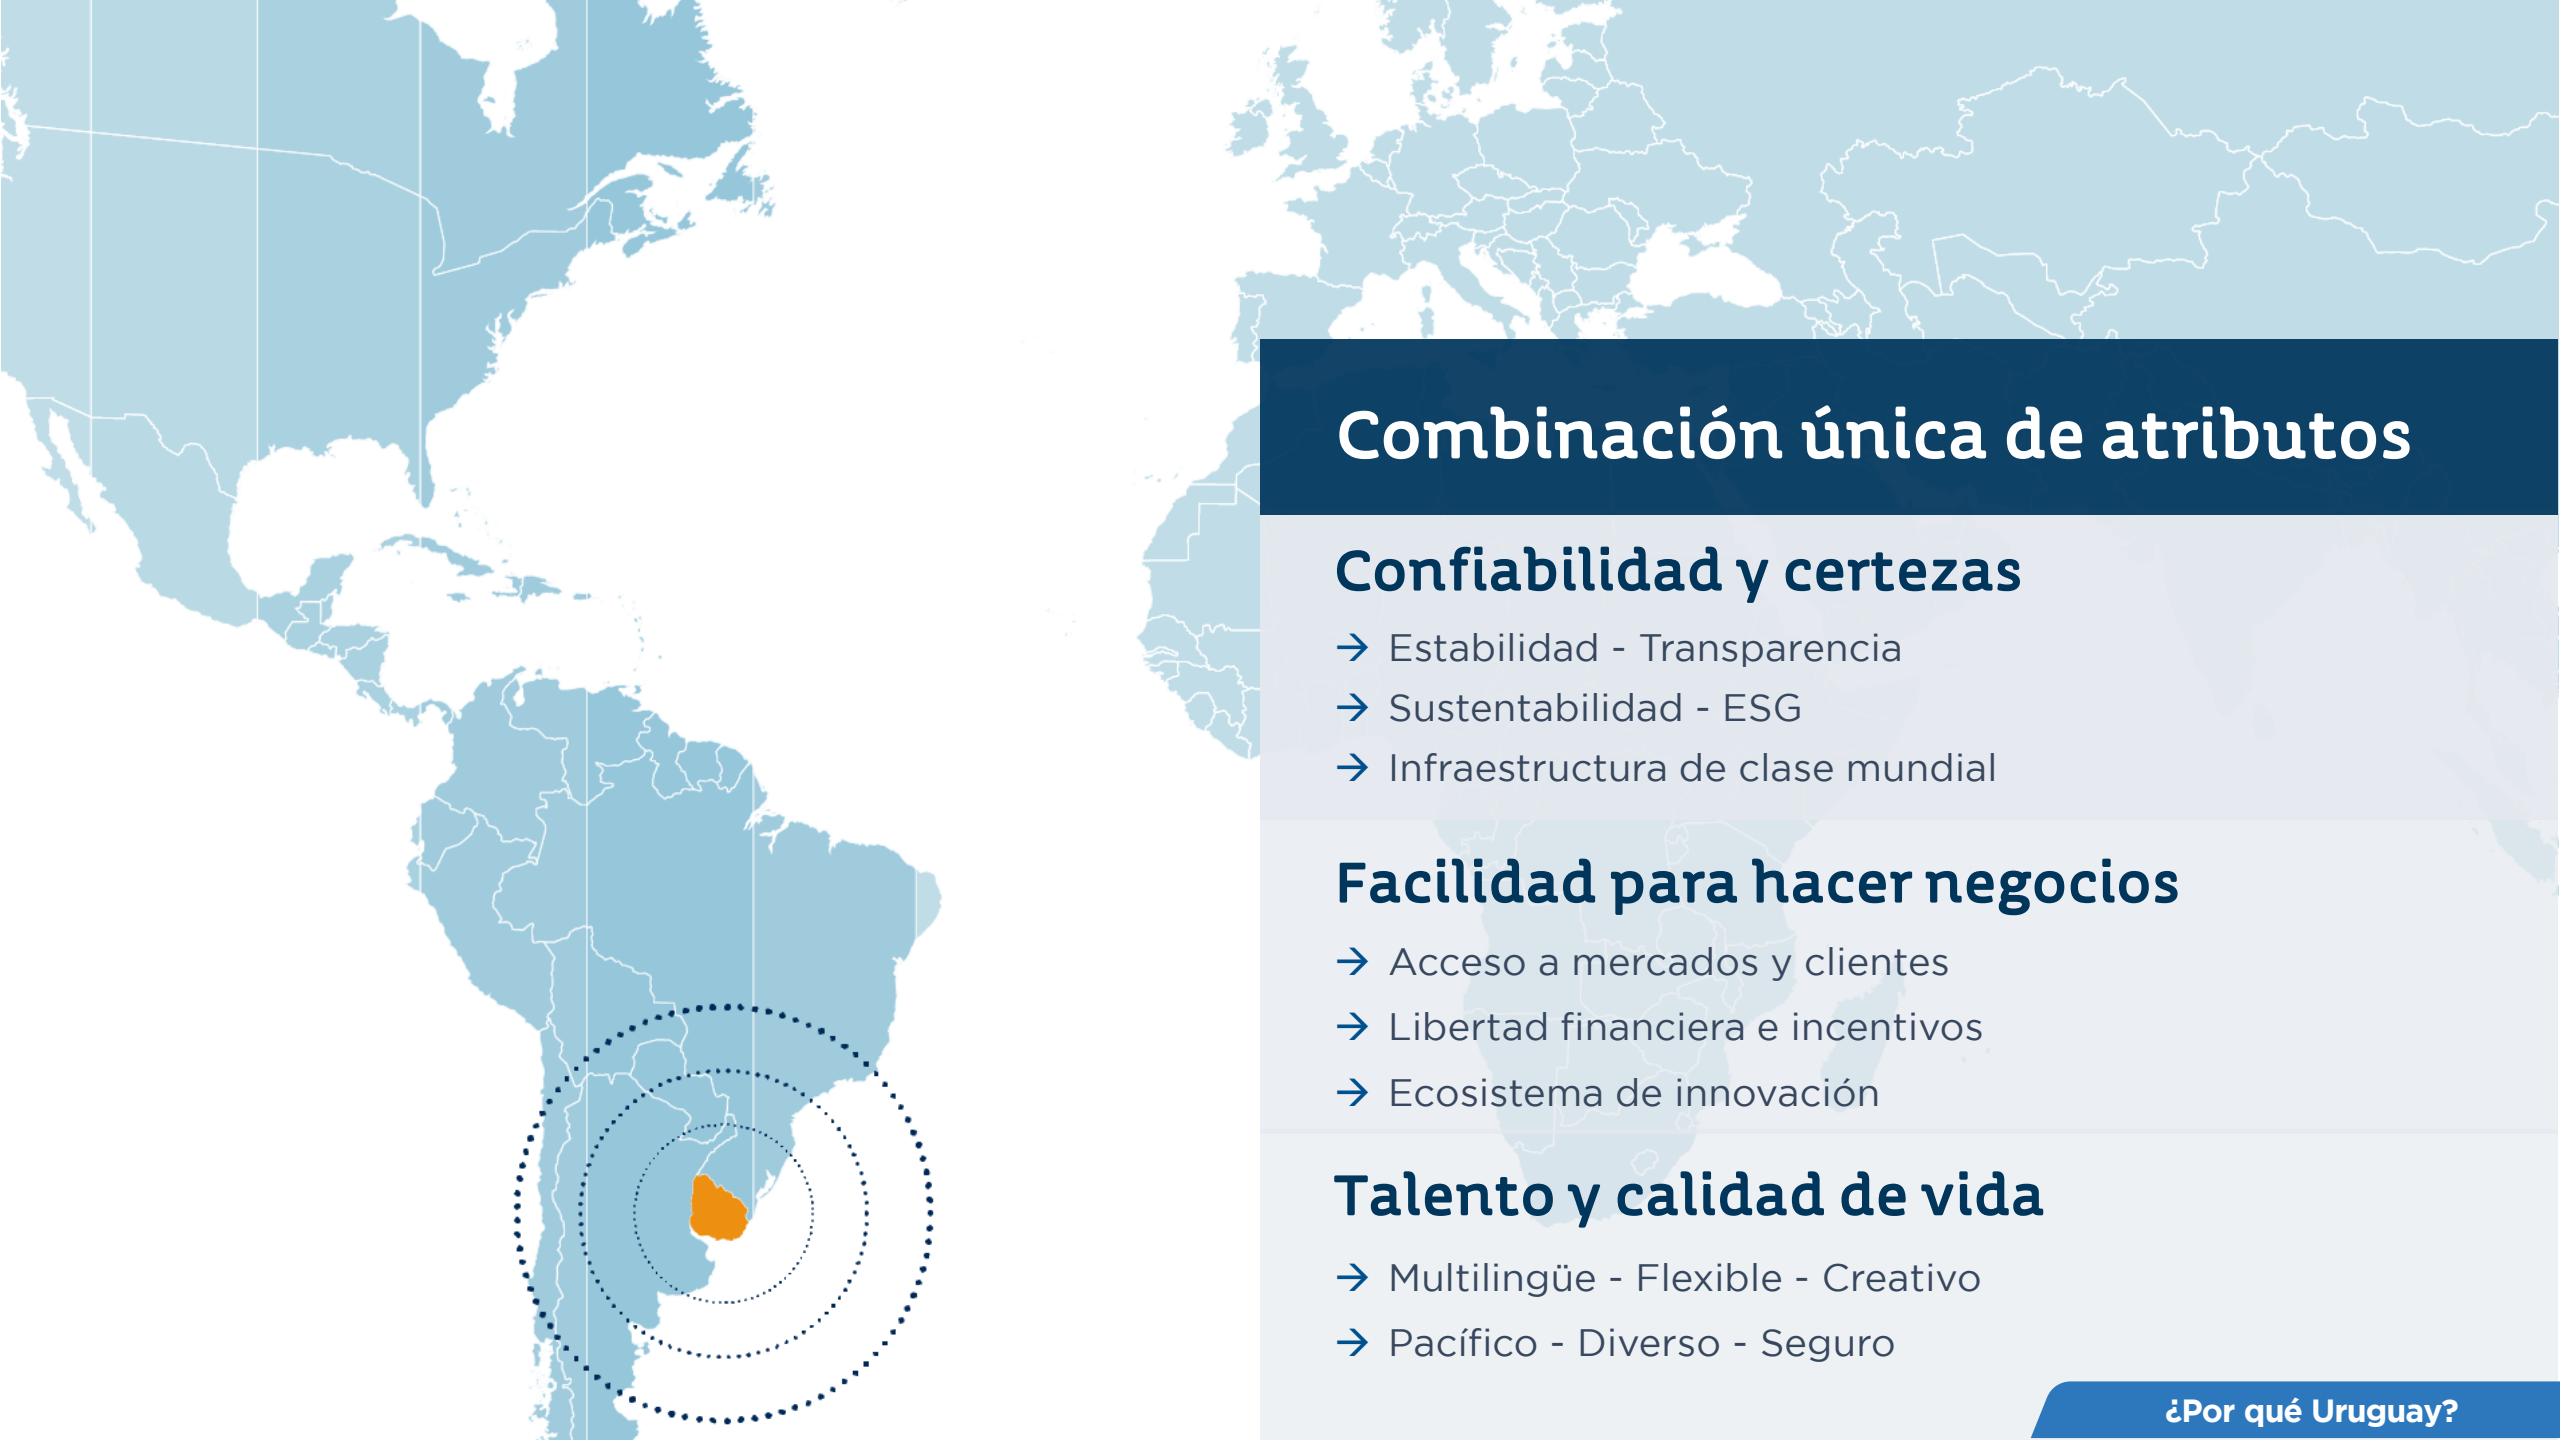 Combinación única de atributos
Confiabilidad y certezas
→ Estabilidad - Transparencia
→ Sustentabilidad - ESG
→ Infraestructura de clase mundial
Facilidad para hacer negocios
→ Acceso a mercados y clientes
→ Libertad financiera e incentivos
→ Ecosistema de innovación
Talento y calidad de vida
→ Multilingüe - Flexible - Creativo
→ Pacífico - Diverso - Seguro
¿Por qué Uruguay?